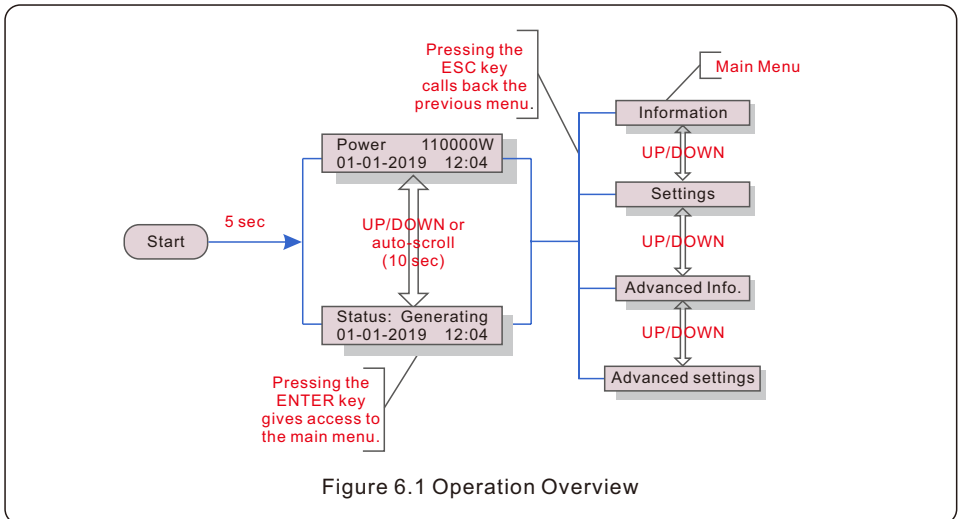 Pressing the
ESC key
calls back the
previous menu.
Main Menu
Information
Power 110000W
01-01-2019 12:04
UP/DOWN
Settings
5 sec
Start
UP/DOWN or
auto-scroll
(10 sec)
UP/DOWN
Advanced Info.
Status: Generating
01-01-2019 12:04
UP/DOWN
Advanced settings
Pressing the
ENTER key
gives access to
the main menu.
Figure 6.1 Operation Overview